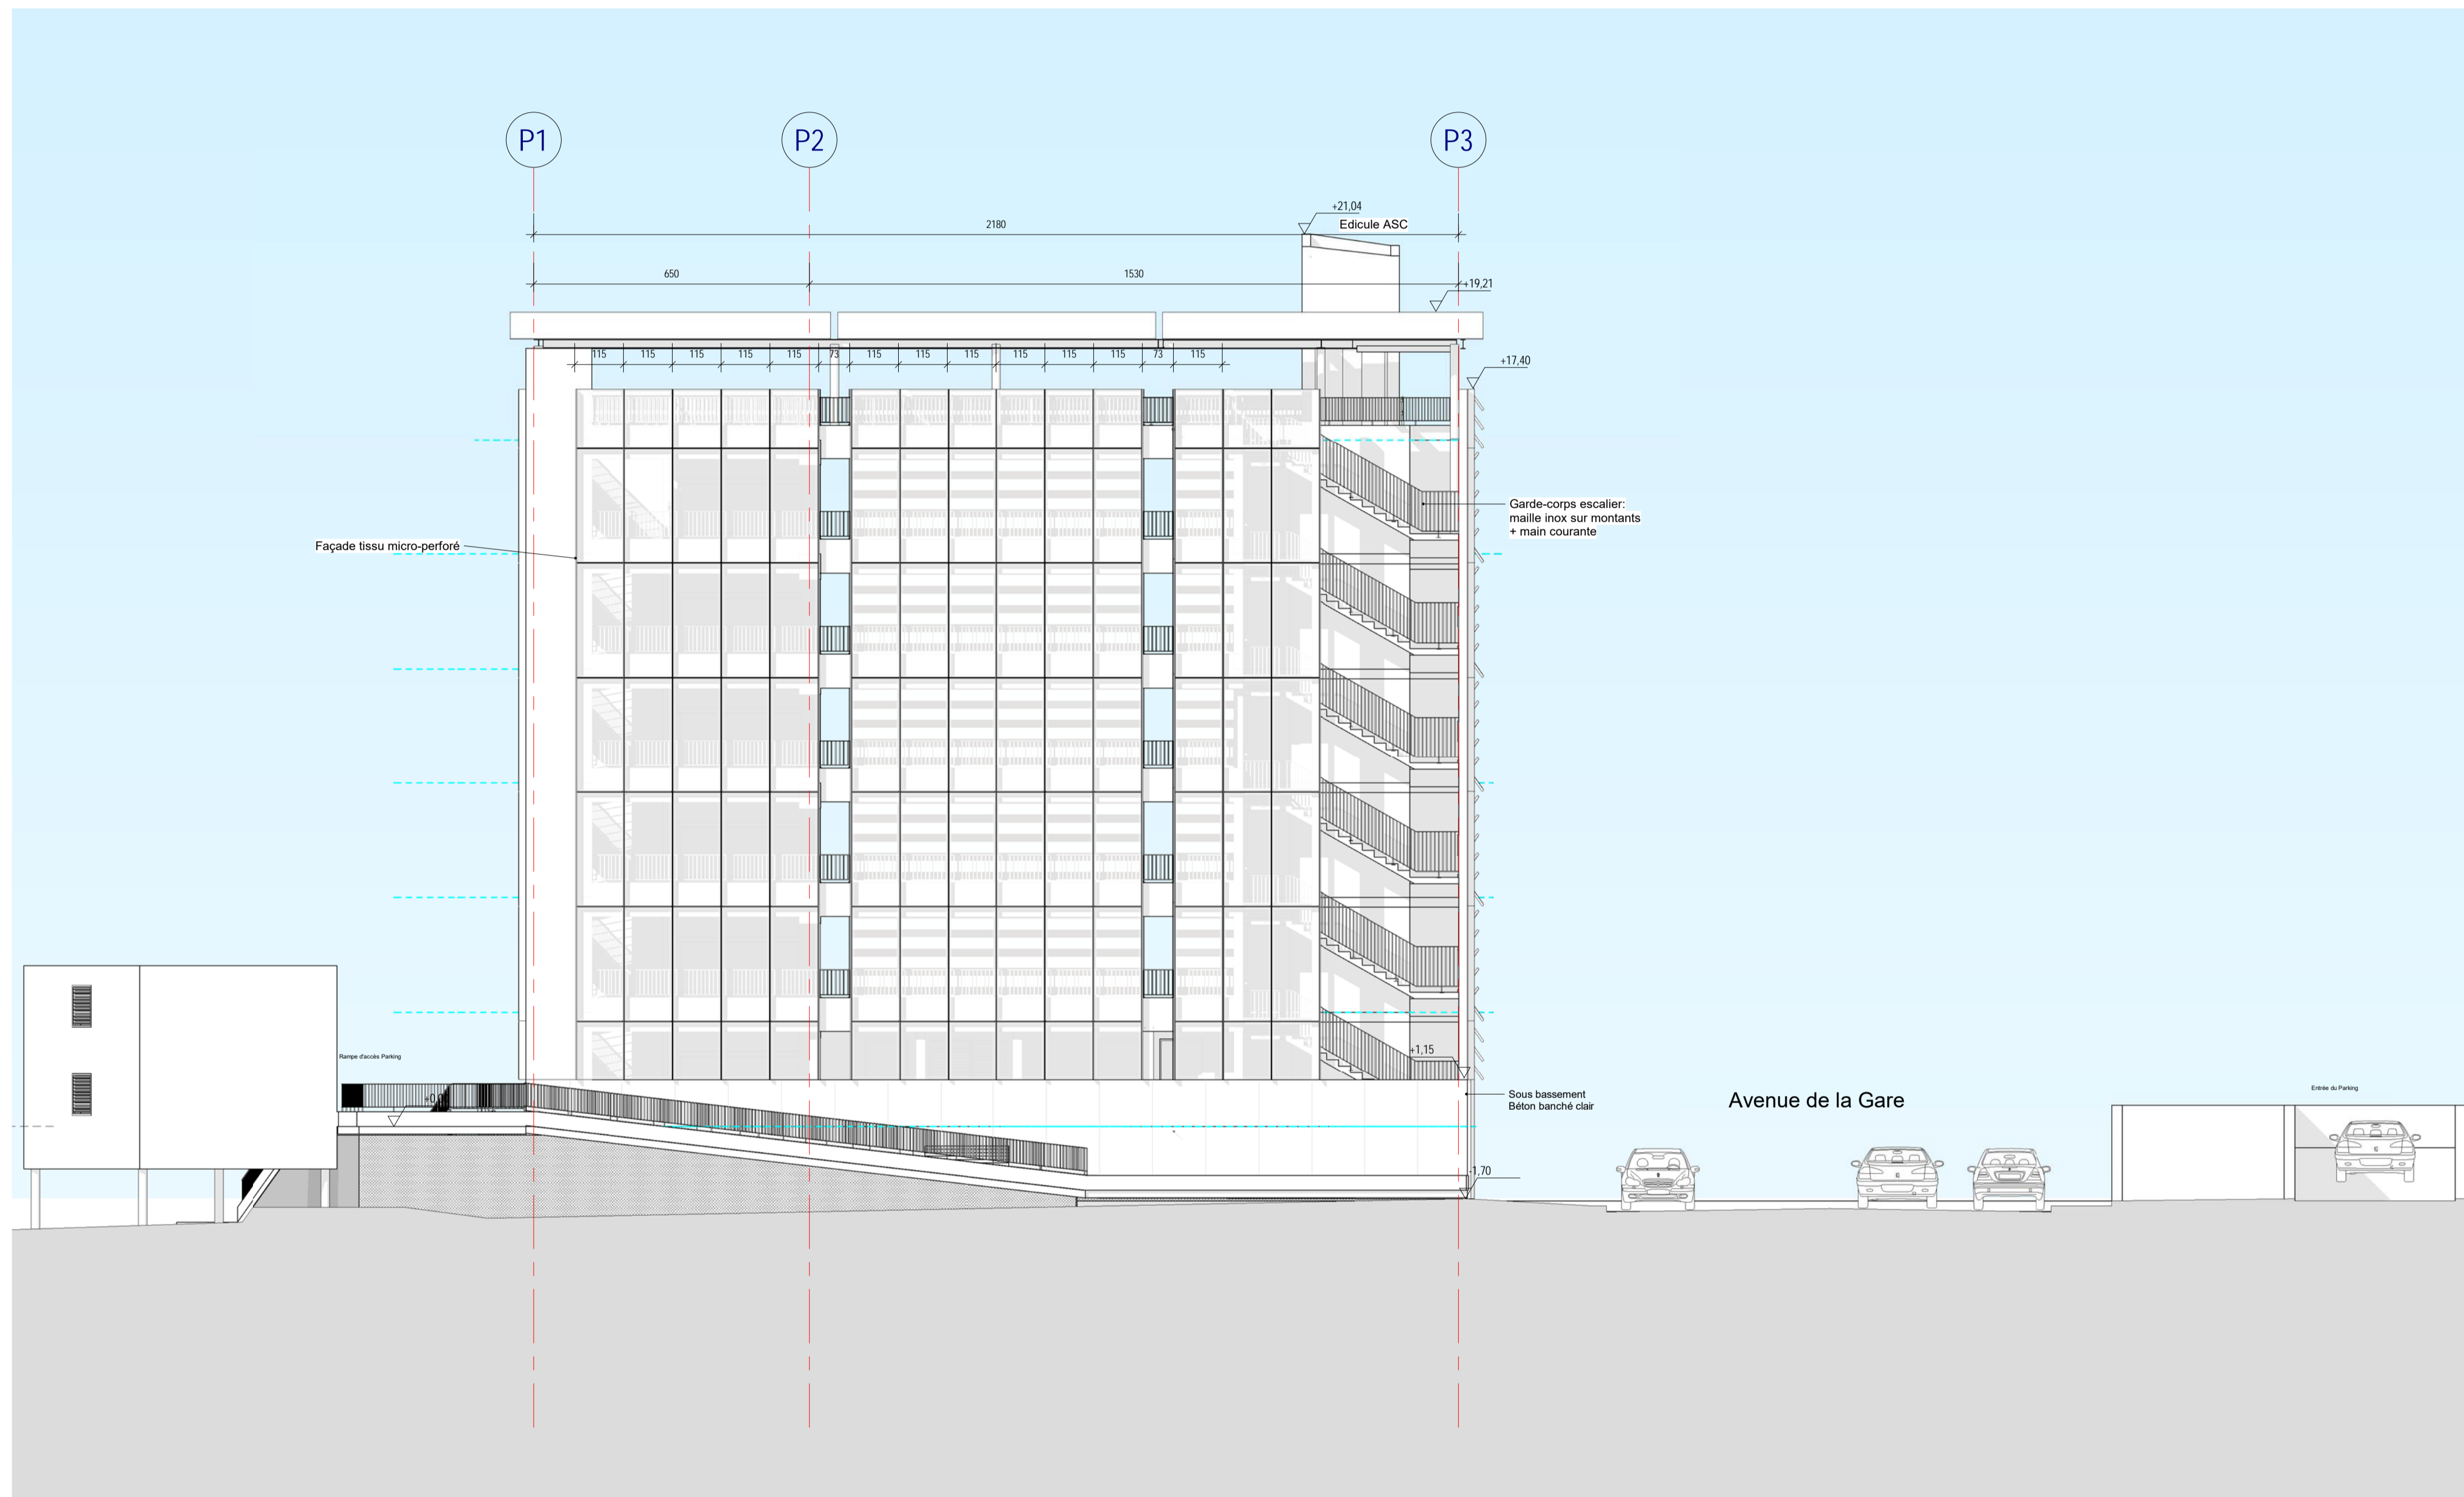 P1
P2
P3
+21,04
2180
Edicule ASC
650
1530
+19,21
115
115
115
115
115
73
115
115
115
115
115
115
73
115
+17,40
Garde-corps escalier:
maille inox sur montants
+ main courante
Façade tissu micro-perforé
+1,15
Rampe d'accès Parking
Sous bassement
Béton banché clair
Avenue de la Gare
Entrée du Parking
-1,70